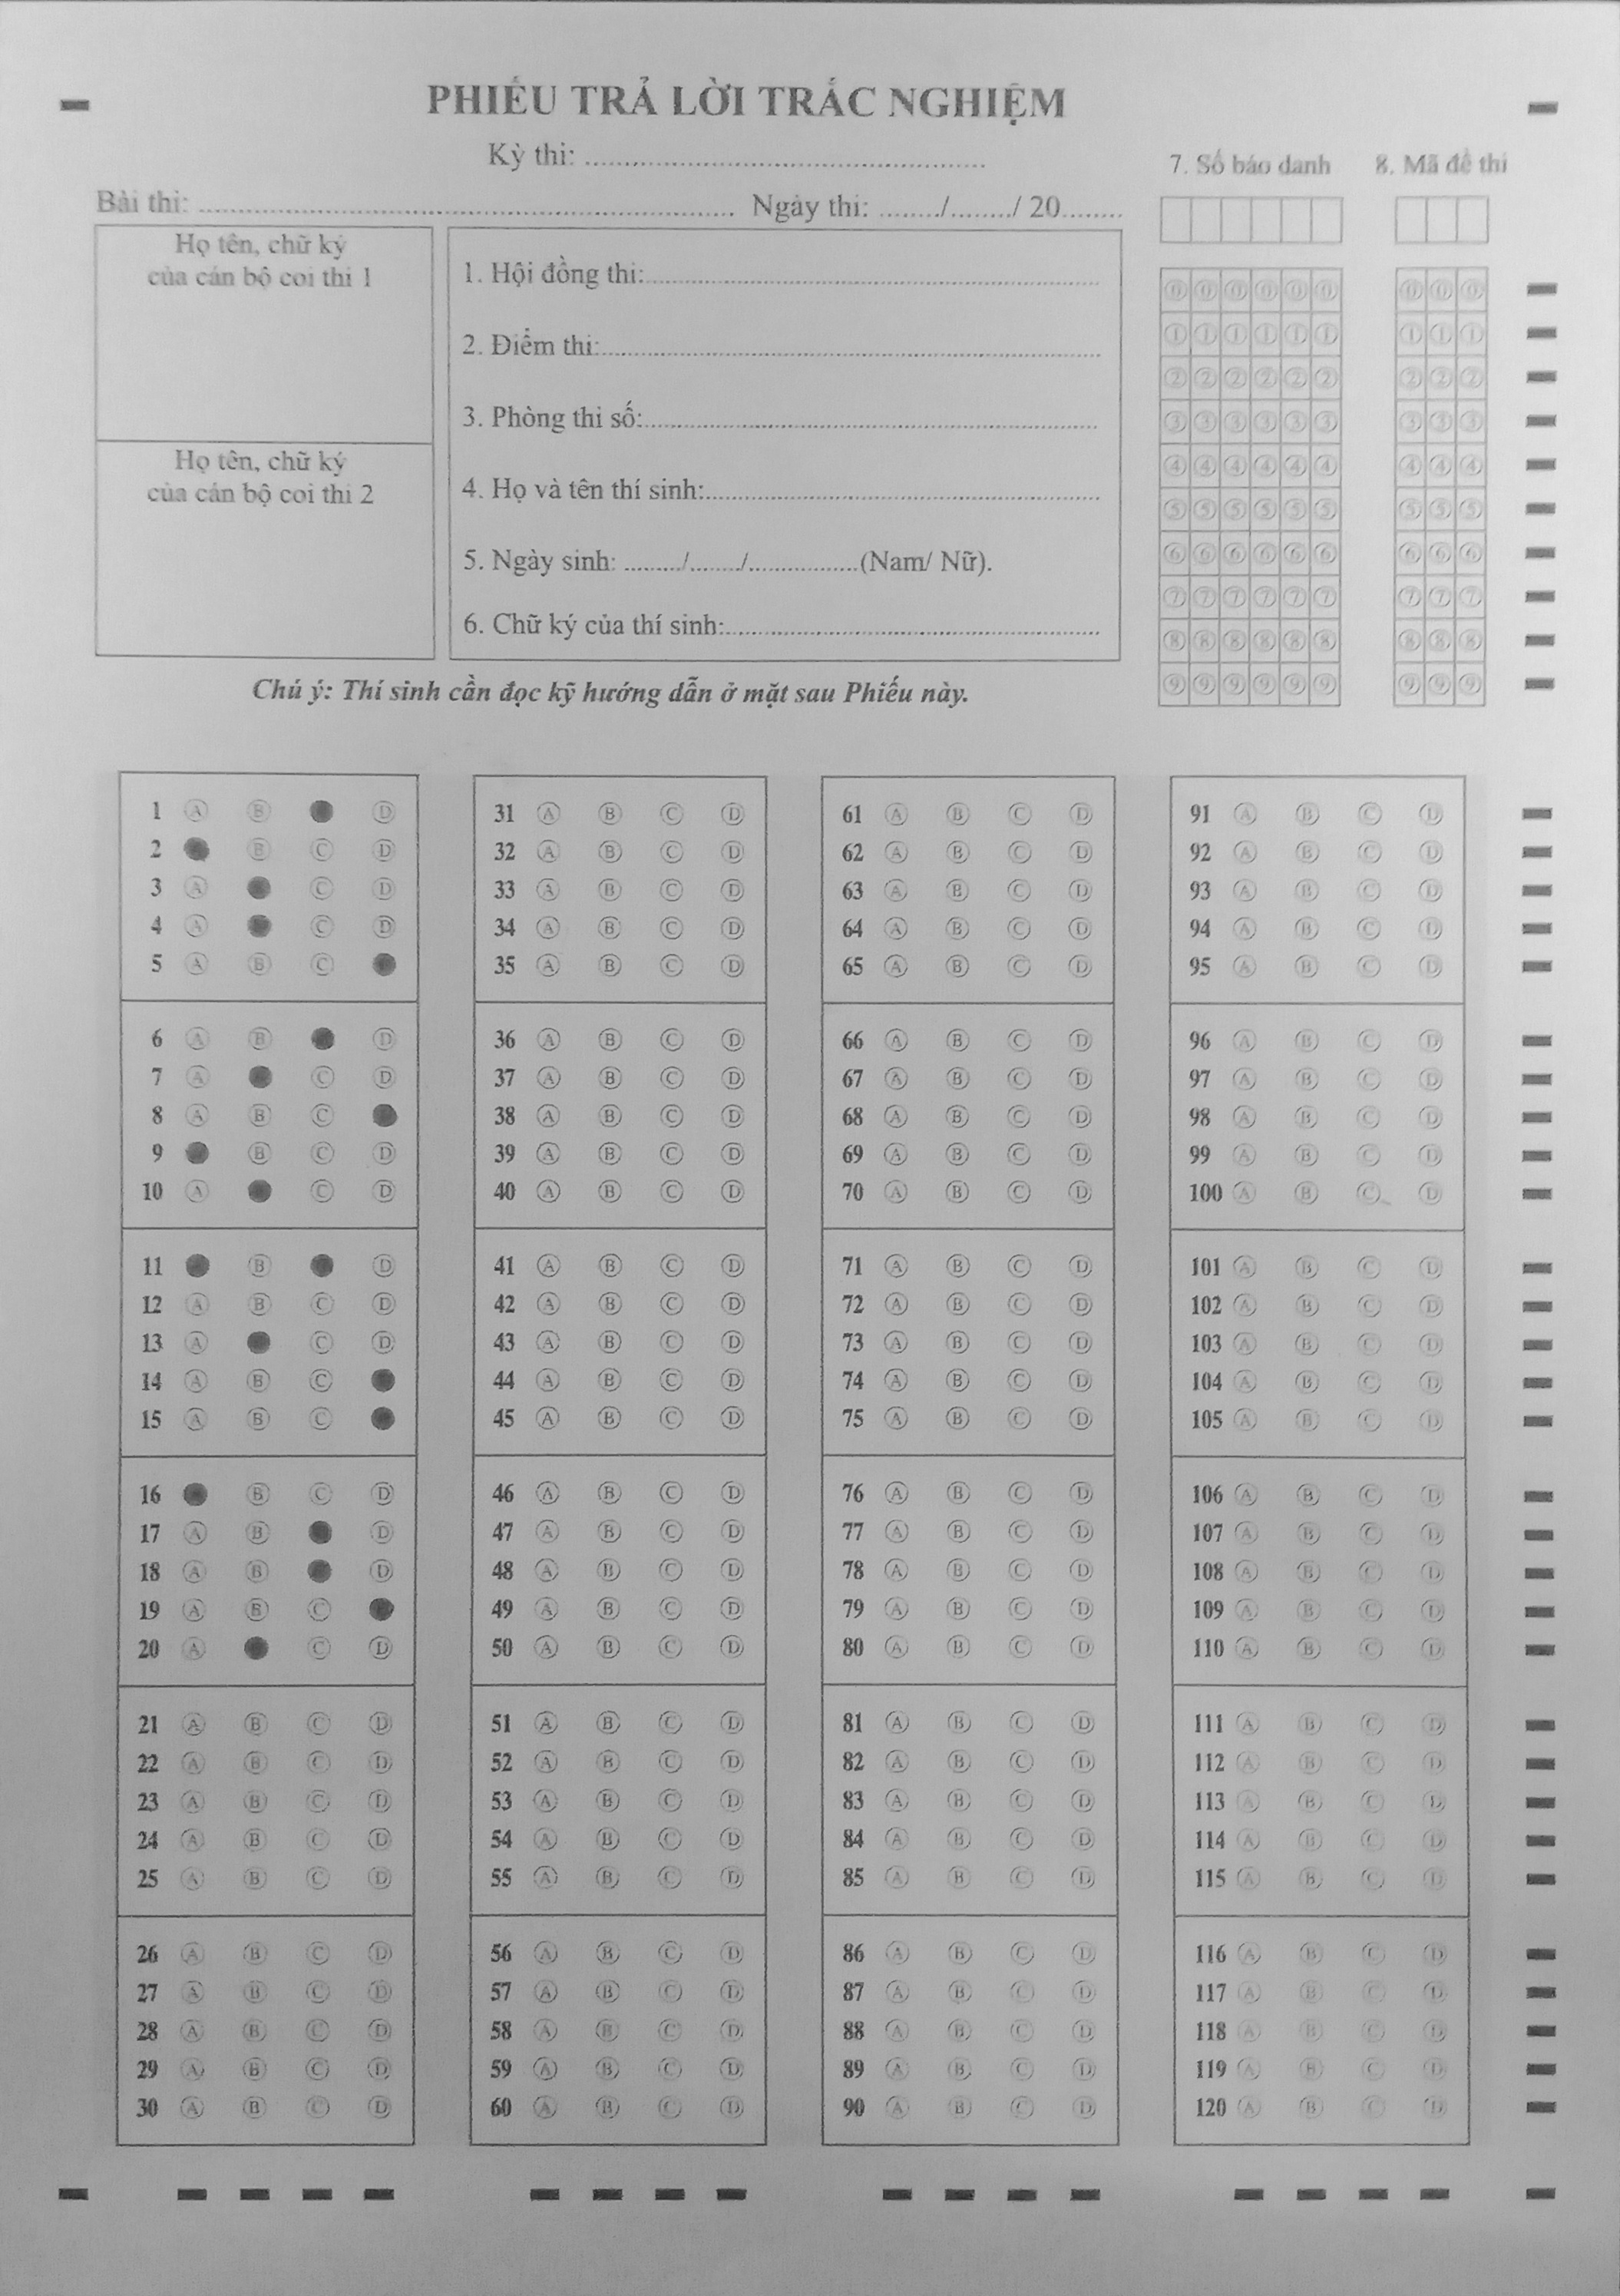 PHIẾU TRẢ LỜI TRẮC NGHIỆM
Kỳ thi: ....................................................
Bài thi: ..................................................................... Ngày thi: ......../......../ 20........
7. Số báo danh
8. Mã đề thi
Họ tên, chữ ký
của cán bộ coi thi 1
Họ tên, chữ ký
của cán bộ coi thi 2
1. Hội đồng thi:..........................................................
2. Điểm thi:................................................................
3. Phòng thi số:..........................................................
4. Họ và tên thí sinh:..................................................
5. Ngày sinh: ......../......./...............(Nam/ Nữ).
6. Chữ ký của thí sinh:................................................
0 0 0 0 0 0 0 0 0
1 1 1 1 1 1 1 1 1
2 2 2 2 2 2 2 2 2
3 3 3 3 3 3 3 3 3
4 4 4 4 4 4 4 4 4
5 5 5 5 5 5 5 5 5
6 6 6 6 6 6 6 6 6
7 7 7 7 7 7 7 7 7
8 8 8 8 8 8 8 8 8
9 9 9 9 9 9 9 9 9
Chú ý: Thí sinh cần đọc kỹ hướng dẫn ở mặt sau Phiếu này.
1 A B D
2 B C D
3 A C D
4 A C D
5 A B C
6 A B D
7 A C D
8 A B C
9 B C D
10 A C D
11 B D
12 A B C D
13 A C D
14 A B C
15 A B C
16 B C D
17 A B D
18 A B D
19 A B C
20 A C D
21 A B C D
22 A B C D
23 A B C D
24 A B C D
25 A B C D
26 A B C D
27 A B C D
28 A B C D
29 A B C D
30 A B C D
31 A B C D
32 A B C D
33 A B C D
34 A B C D
35 A B C D
36 A B C D
37 A B C D
38 A B C D
39 A B C D
40 A B C D
41 A B C D
42 A B C D
43 A B C D
44 A B C D
45 A B C D
46 A B C D
47 A B C D
48 A B C D
49 A B C D
50 A B C D
51 A B C D
52 A B C D
53 A B C D
54 A B C D
55 A B C D
56 A B C D
57 A B C D
58 A B C D
59 A B C D
60 A B C D
61 A B C D
62 A B C D
63 A B C D
64 A B C D
65 A B C D
66 A B C D
67 A B C D
68 A B C D
69 A B C D
70 A B C D
71 A B C D
72 A B C D
73 A B C D
74 A B C D
75 A B C D
76 A B C D
77 A B C D
78 A B C D
79 A B C D
80 A B C D
81 A B C D
82 A B C D
83 A B C D
84 A B C D
85 A B C D
86 A B C D
87 A B C D
88 A B C D
89 A B C D
90 A B C D
91 A B C D
92 A B C D
93 A B C D
94 A B C D
95 A B C D
96 A B C D
97 A B C D
98 A B C D
99 A B C D
100 A B C D
101 A B C D
102 A B C D
103 A B C D
104 A B C D
105 A B C D
106 A B C D
107 A B C D
108 A B C D
109 A B C D
110 A B C D
111 A B C D
112 A B C D
113 A B C D
114 A B C D
115 A B C D
116 A B C D
117 A B C D
118 A B C D
119 A B C D
120 A B C D